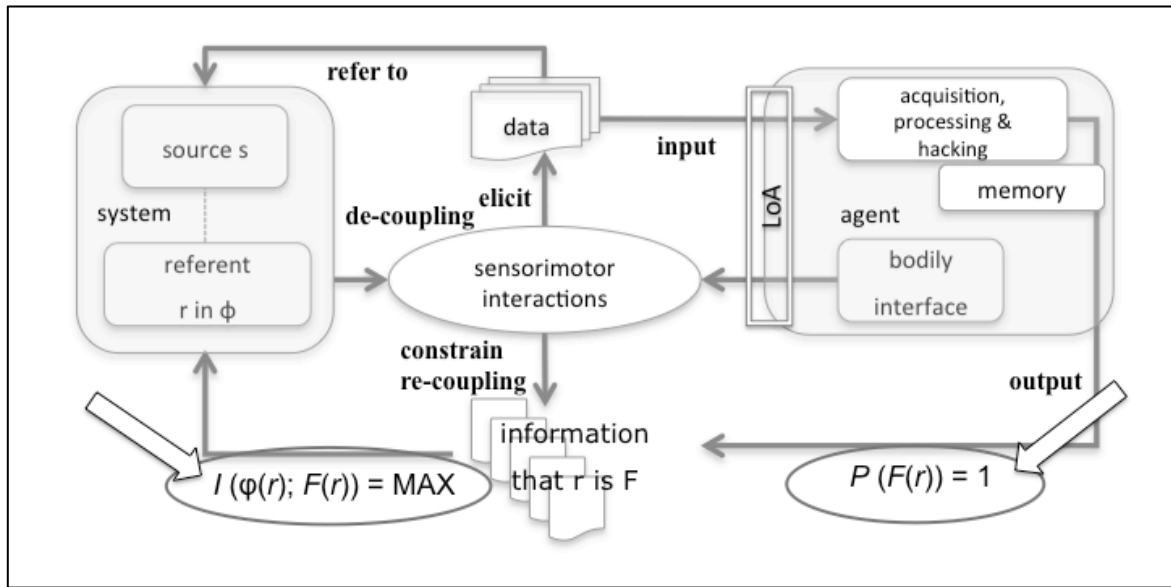 refer to
source s
system
referent
r in ϕ
data
elicit
de-coupling
sensorimotor
interactions
constrain
re-coupling
input
LoA
acquisition,
processing &
hacking
memory
agent
bodily
interface
output
information
that r is F
I (φ(r); F(r)) = MAX
P (F(r)) = 1